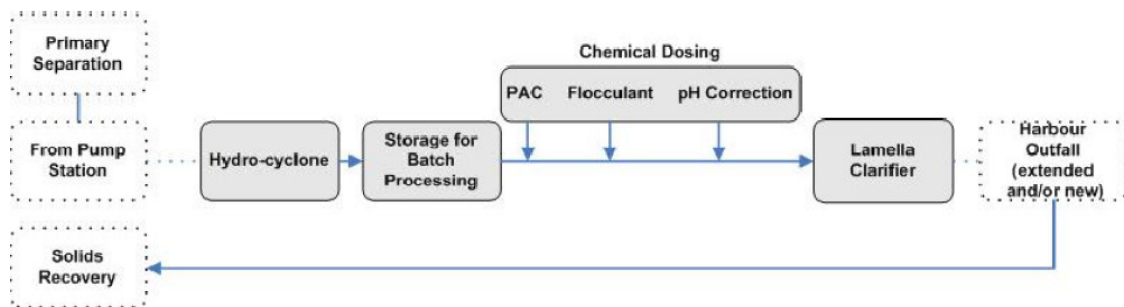 Primary
Separation
From Pump
Station
Solids
Recovery
Hydro-cyclone
Storage for
Batch
Processing
Chemical Dosing
PAC Flocculant pH Correction
Lamella
Clarifier
Harbour
Outfall
(extended
and/or new)